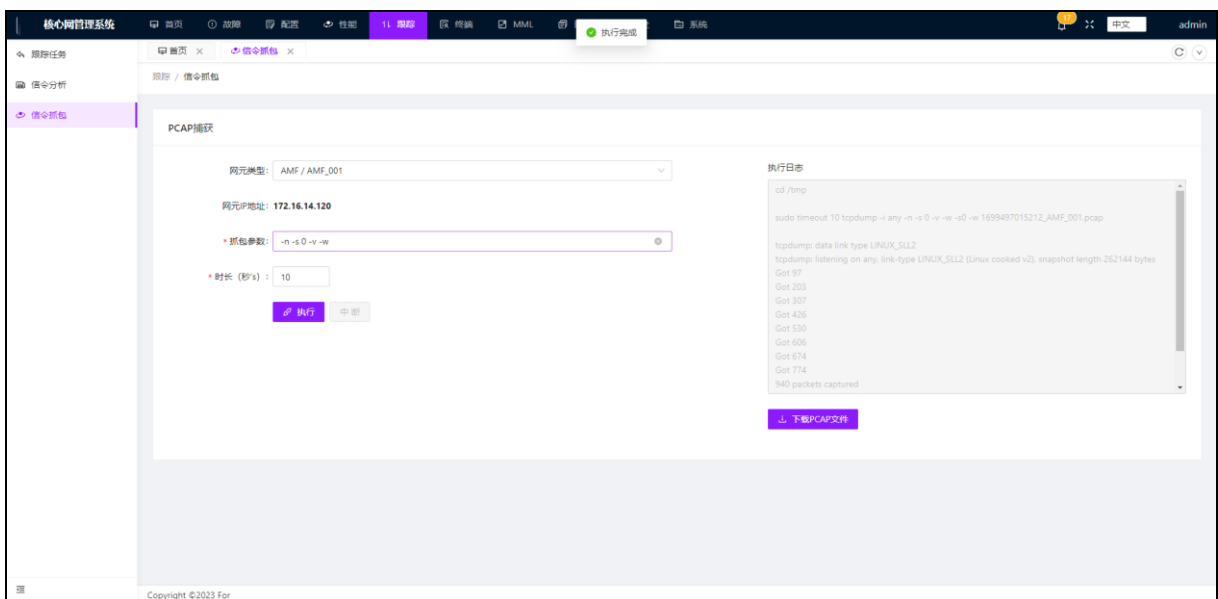 核心网管理系统
首页
故障
配置
性能
跟踪
终端
MML
执行完成
系统
17
中文
admin
跟踪任务
信令分析
信令抓包
首页
信令抓包
跟踪 / 信令抓包
PCAP捕获
网元类型: AMF / AMF_001
网元IP地址: 172.16.14.120
* 抓包参数: -n -s 0 -v -w
* 时长（秒's）: 10
执行
中断
执行日志
cd /tmp
sudo timeout 10 tcpdump -i any -n -s 0 -v -w -s0 -w 1699497015212_AMF_001.pcap
tcpdump: data link type LINUX_SLL2
tcpdump: listening on any, link-type LINUX_SLL2 (Linux cooked v2), snapshot length 262144 bytes
Got 97
Got 203
Got 307
Got 426
Got 530
Got 606
Got 674
Got 774
940 packets captured
下载PCAP文件
Copyright ©2023 For